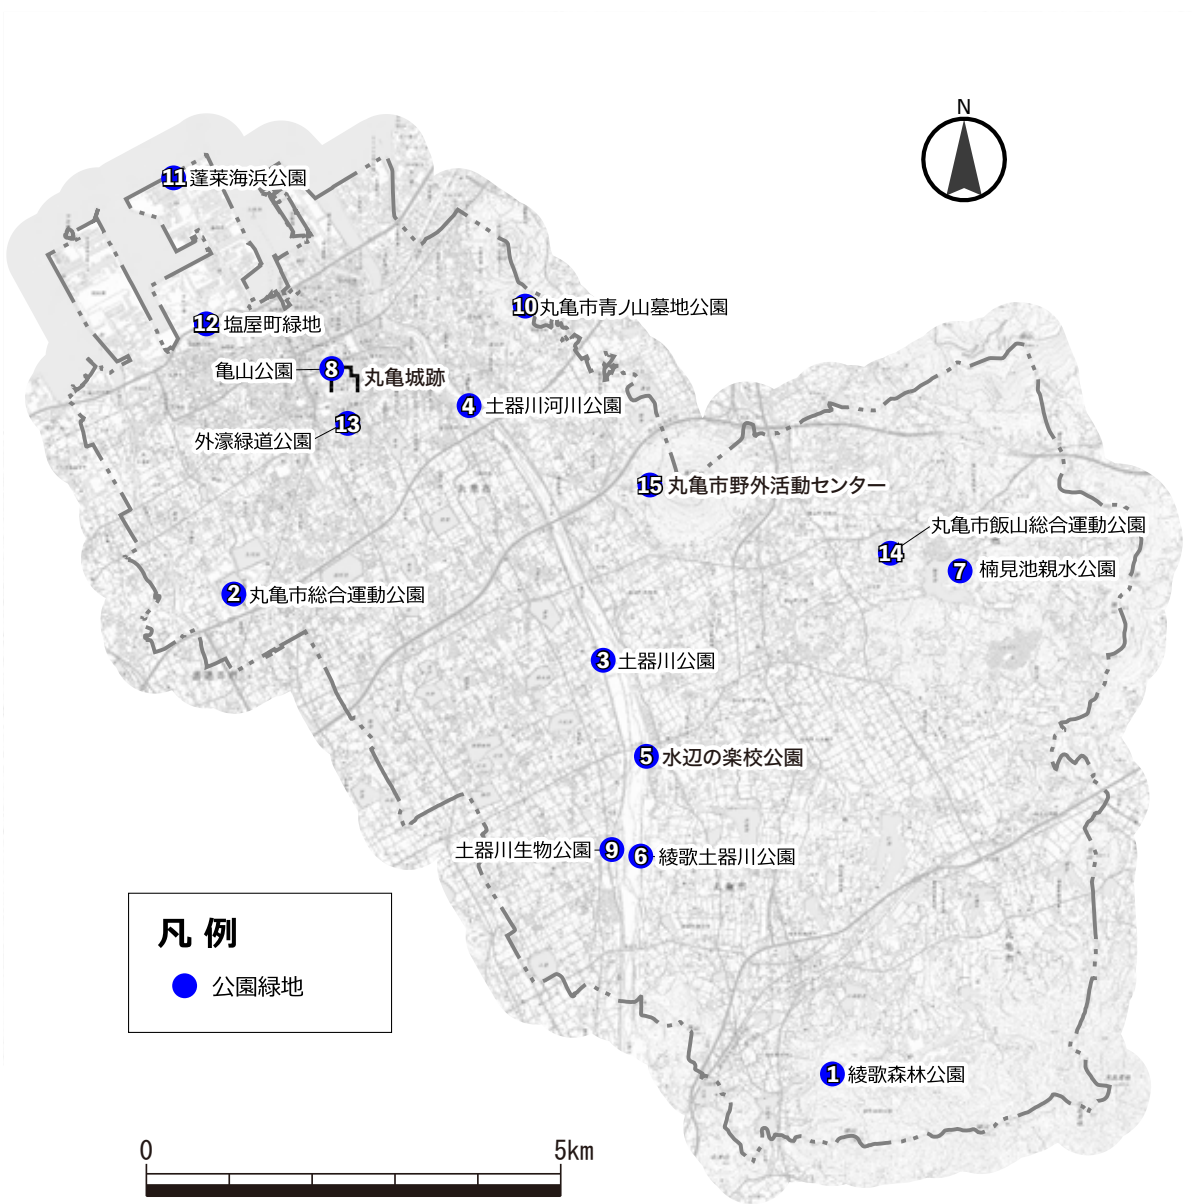 N
11 蓬莱海浜公園
10 丸亀市青ノ山墓地公園
12 塩屋町緑地
亀山公園 8
丸亀城跡
4 土器川河川公園
13
外濠緑道公園
15 丸亀市野外活動センター
丸亀市飯山総合運動公園
14
7 楠見池親水公園
2 丸亀市総合運動公園
3 土器川公園
5 水辺の楽校公園
土器川生物公園 9
6 綾歌土器川公園
凡 例
公園緑地
1 綾歌森林公園
0 5km